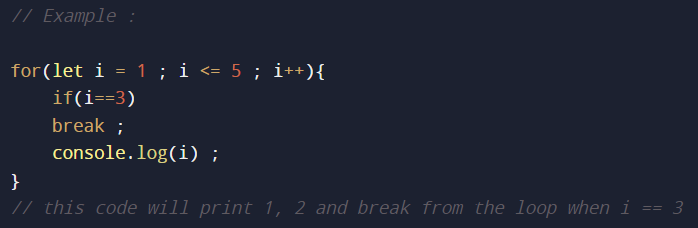 // Example :
for(let i = 1 ; i <= 5 ; i++){
    if(i==3)
    break ;
    console.log(i) ;
}
// this code will print 1, 2 and break from the loop when i == 3